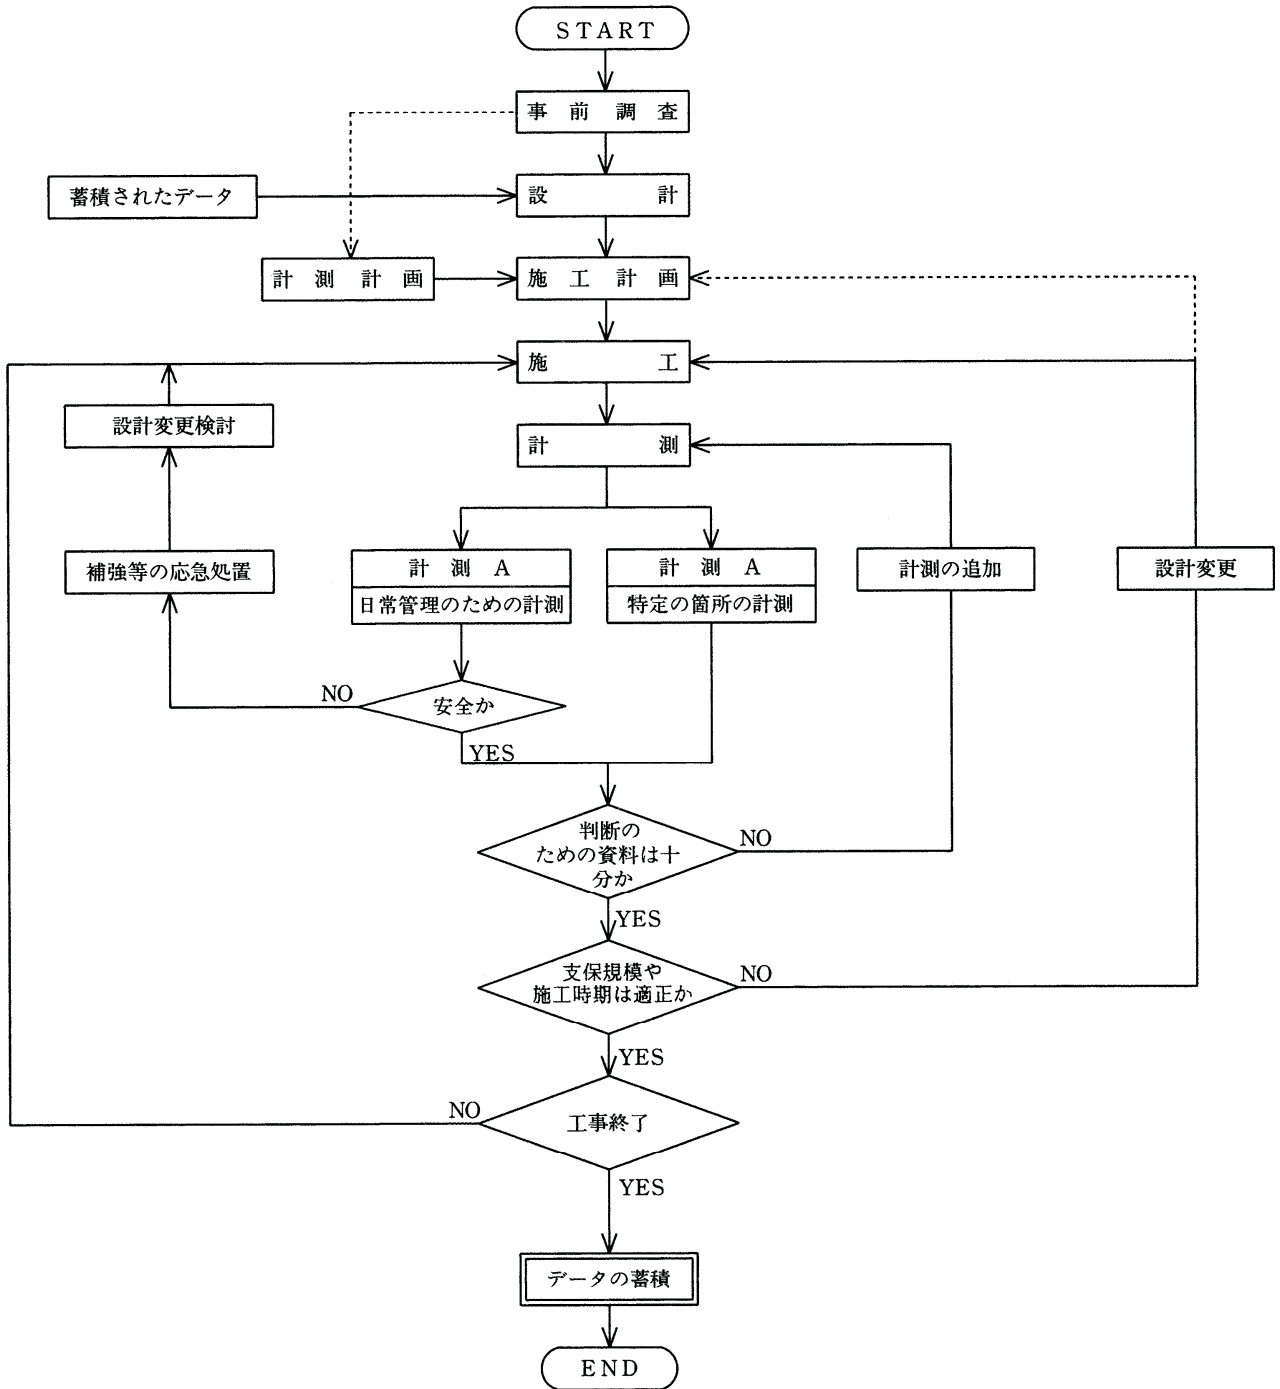 START
事前調査
蓄積されたデータ
設計
計測計画
施工計画
施工
設計変更検討
計測
補強等の応急処置
計測 A
日常管理のための計測
計測 A
特定の箇所の計測
計測の追加
設計変更
NO
安全か
YES
判断の
ための資料は十
分か
NO
YES
支保規模や
施工時期は適正か
NO
YES
NO
工事終了
YES
データの蓄積
END